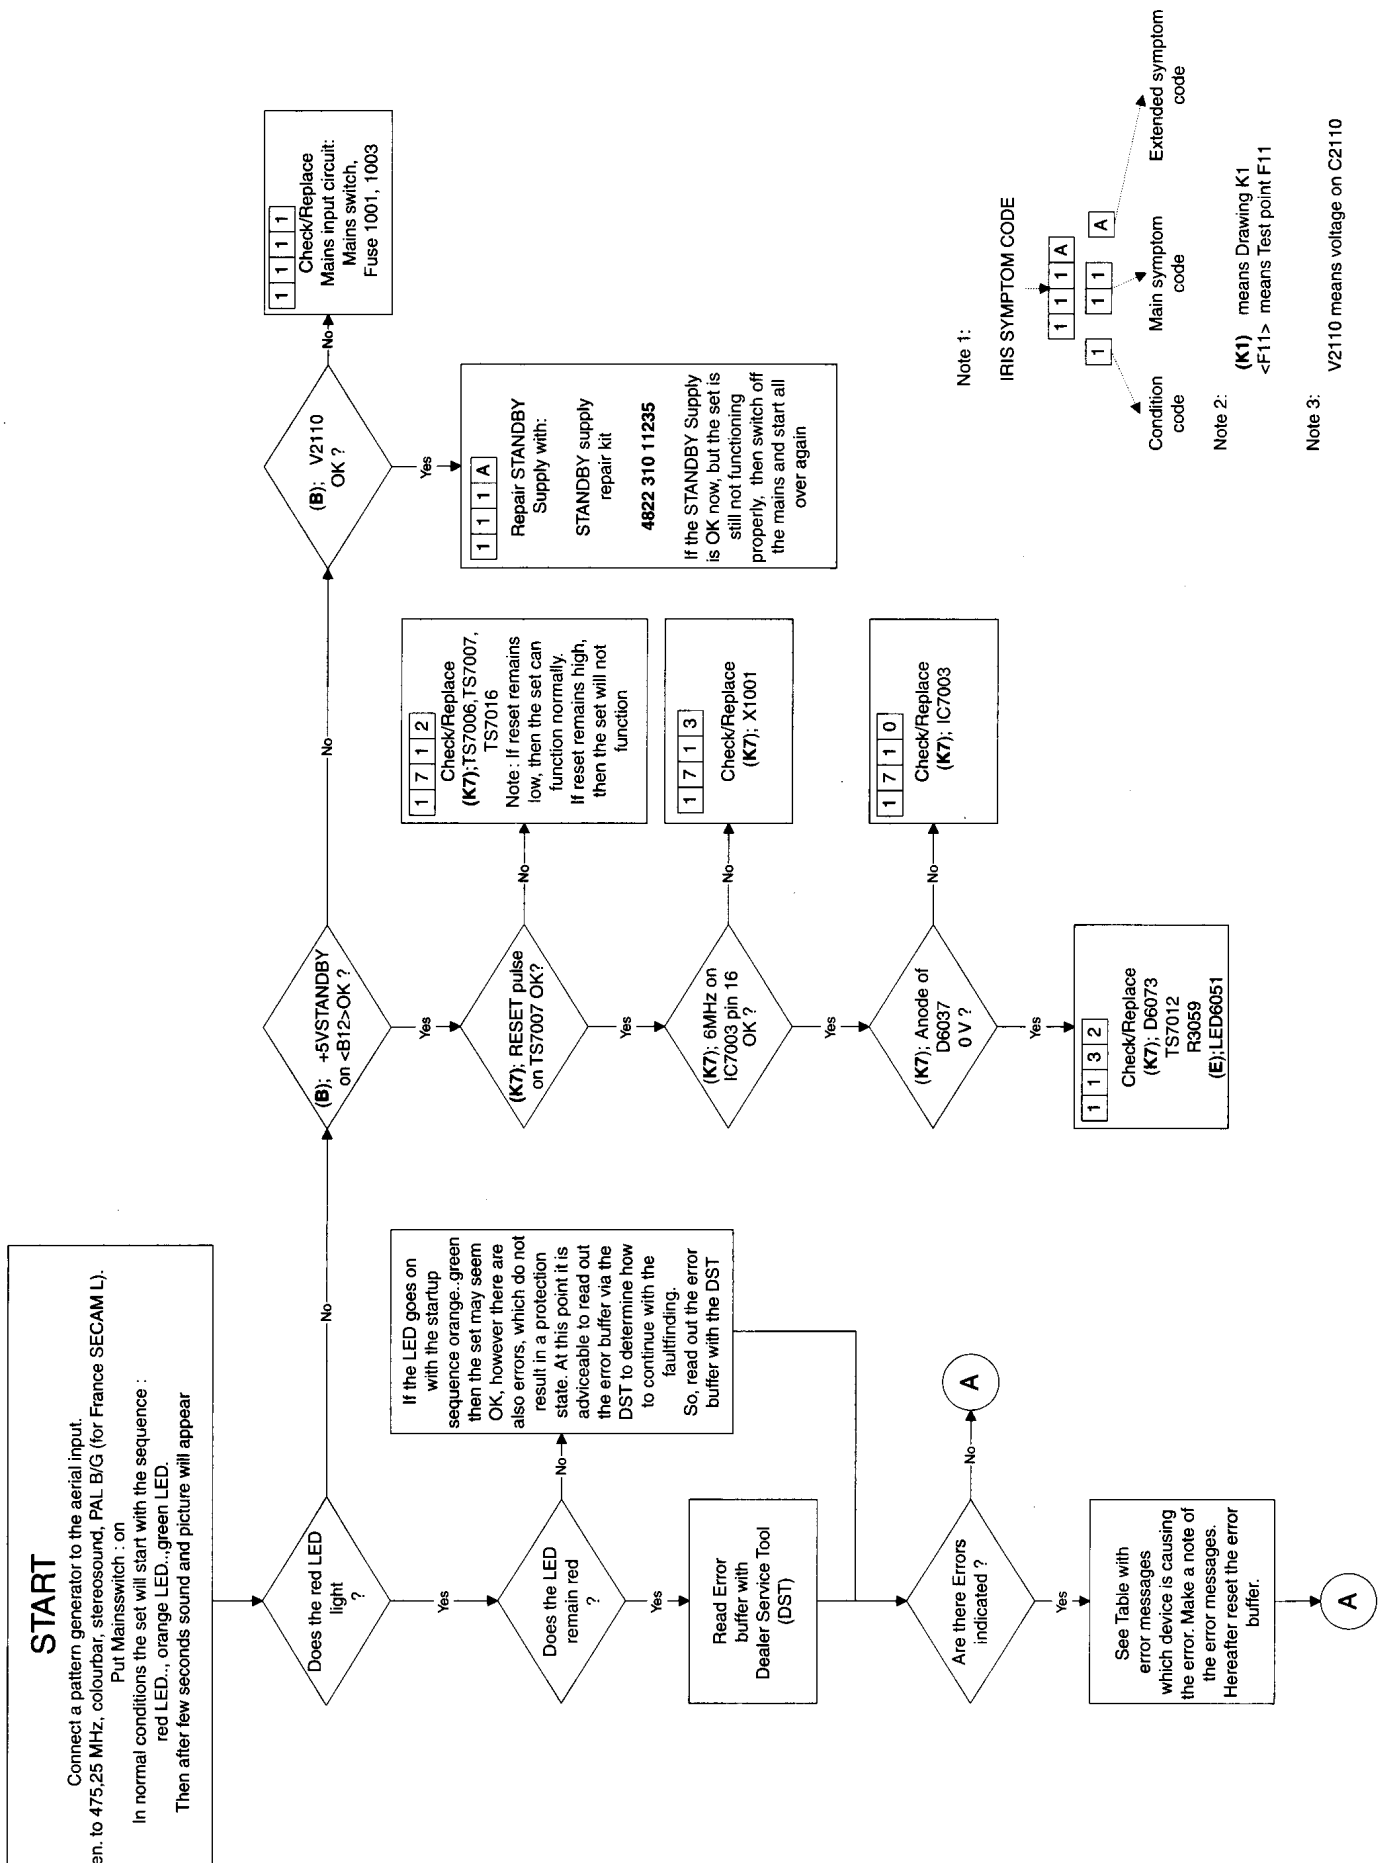 START
Connect a pattern generator to the aerial input.
en. to 475,25 MHz, colourbar, stereosound, PAL B/G (for France SECAM L).
Put Mainsswitch : on
In normal conditions the set will start with the sequence :
red LED.., orange LED..,green LED.
Then after few seconds sound and picture will appear
Does the red LED
light
?
No
Yes
Does the LED
remain red
?
No
If the LED goes on
with the startup
sequence orange..green
then the set may seem
OK, however there are
also errors, which do not
result in a protection
state. At this point it is
adviceable to read out
the error buffer via the
DST to determine how
to continue with the
faultfinding.
So, read out the error
buffer with the DST
Yes
Read Error
buffer with
Dealer Service Tool
(DST)
Are there Errors
indicated ?
No
A
Yes
See Table with
error messages
which device is causing
the error. Make a note of
the error messages.
Hereafter reset the error
buffer.
A
(B); +5VSTANDBY
on <B12>OK ?
No
Yes
(K7); RESET pulse
on TS7007 OK?
No
1 7 1 2
Check/Replace
(K7);TS7006,TS7007,
TS7016
Note: If reset remains
low, then the set can
function normally.
If reset remains high,
then the set will not
function
Yes
(K7); 6MHz on
IC7003 pin 16
OK ?
No
1 7 1 3
Check/Replace
(K7); X1001
Yes
(K7); Anode of
D6037
0 V ?
No
1 7 1 0
Check/Replace
(K7); IC7003
Yes
1 1 3 2
Check/Replace
(K7); D6073
TS7012
R3059
(E);LED6051
(B); V2110
OK ?
No
1 1 1 1
Check/Replace
Mains input circuit:
Mains switch,
Fuse 1001, 1003
Yes
1 1 1 A
Repair STANDBY
Supply with:
STANDBY supply
repair kit
4822 310 11235
If the STANDBY Supply
is OK now, but the set is
still not functioning
properly, then switch off
the mains and start all
over again
Note 1:
IRIS SYMPTOM CODE
1 1 1 A
1 1 1 A
Condition
code
Main symptom
code
Extended symptom
code
Note 2:
(K1) means Drawing K1
<F11> means Test point F11
Note 3:
V2110 means voltage on C2110